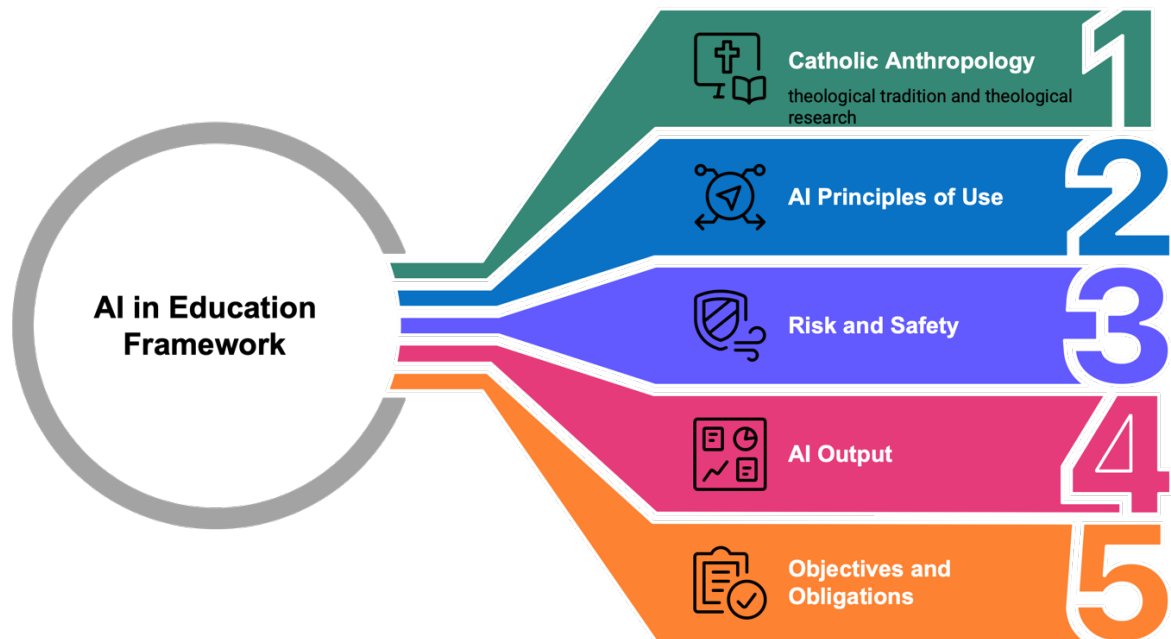 AI in Education
Framework
1
Catholic Anthropology
theological tradition and theological
research
2
AI Principles of Use
3
Risk and Safety
4
AI Output
5
Objectives and
Obligations